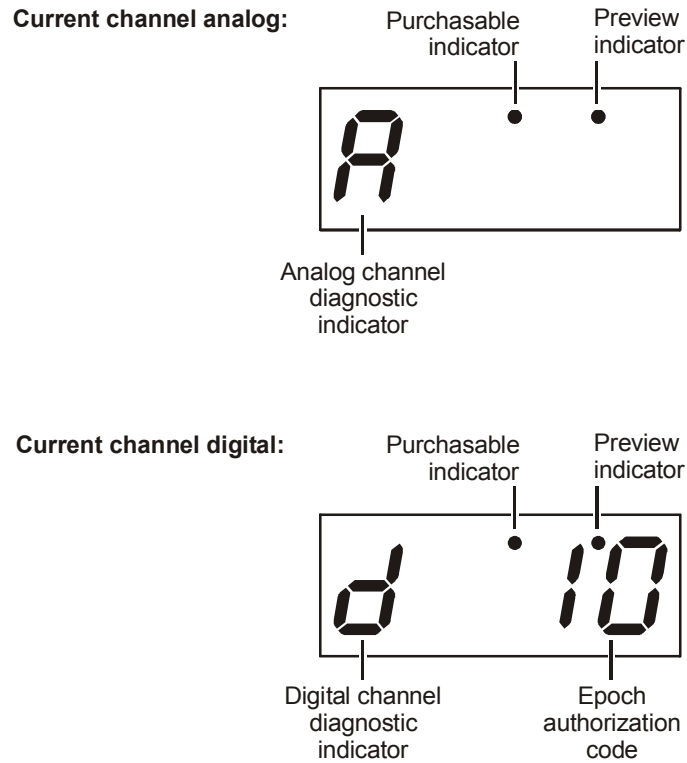 Current channel analog:
Purchasable
indicator
Preview
indicator
A
Analog channel
diagnostic
indicator
Current channel digital:
Purchasable
indicator
Preview
indicator
d 10
Digital channel
diagnostic
indicator
Epoch
authorization
code